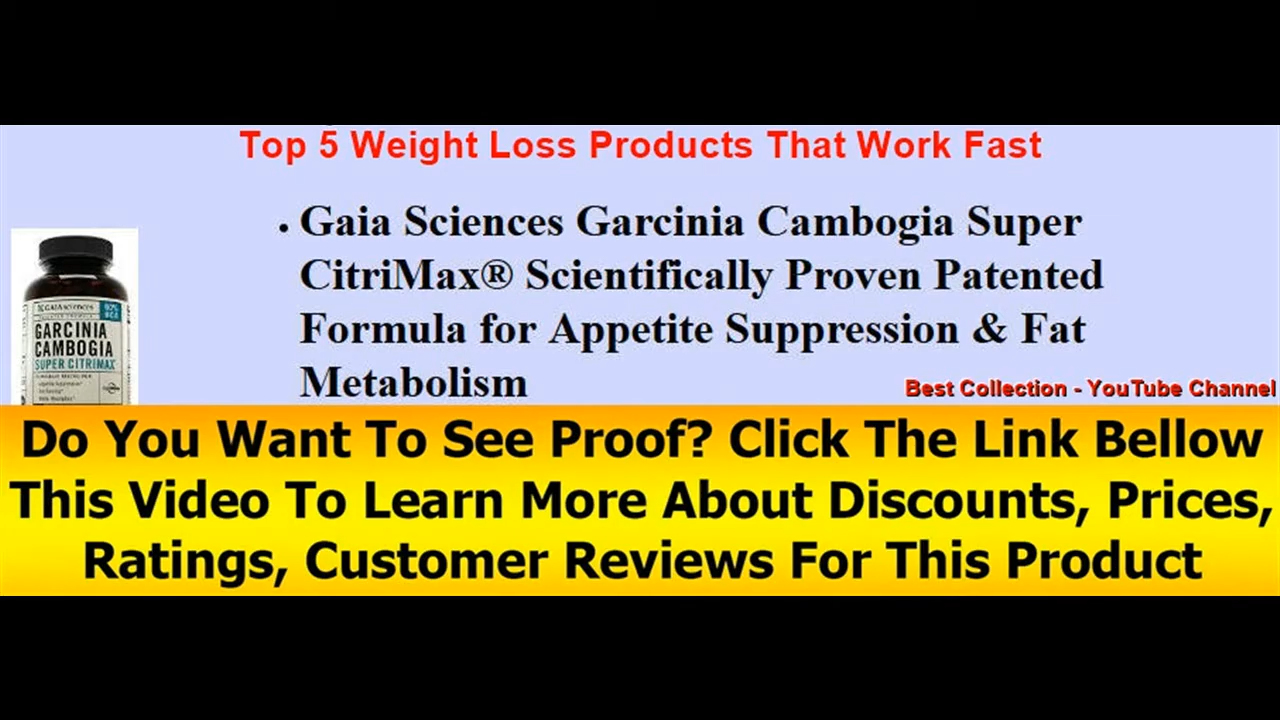 Top 5 Weight Loss Products That Work Fast
• Gaia Sciences Garcinia Cambogia Super
CitriMax® Scientifically Proven Patented
Formula for Appetite Suppression & Fat
Metabolism
GAIA sciences
GARCINIA
CAMBOGIA
SUPER CITRIMAX
Best Collection - YouTube Channel
Do You Want To See Proof? Click The Link Bellow
This Video To Learn More About Discounts, Prices,
Ratings, Customer Reviews For This Product